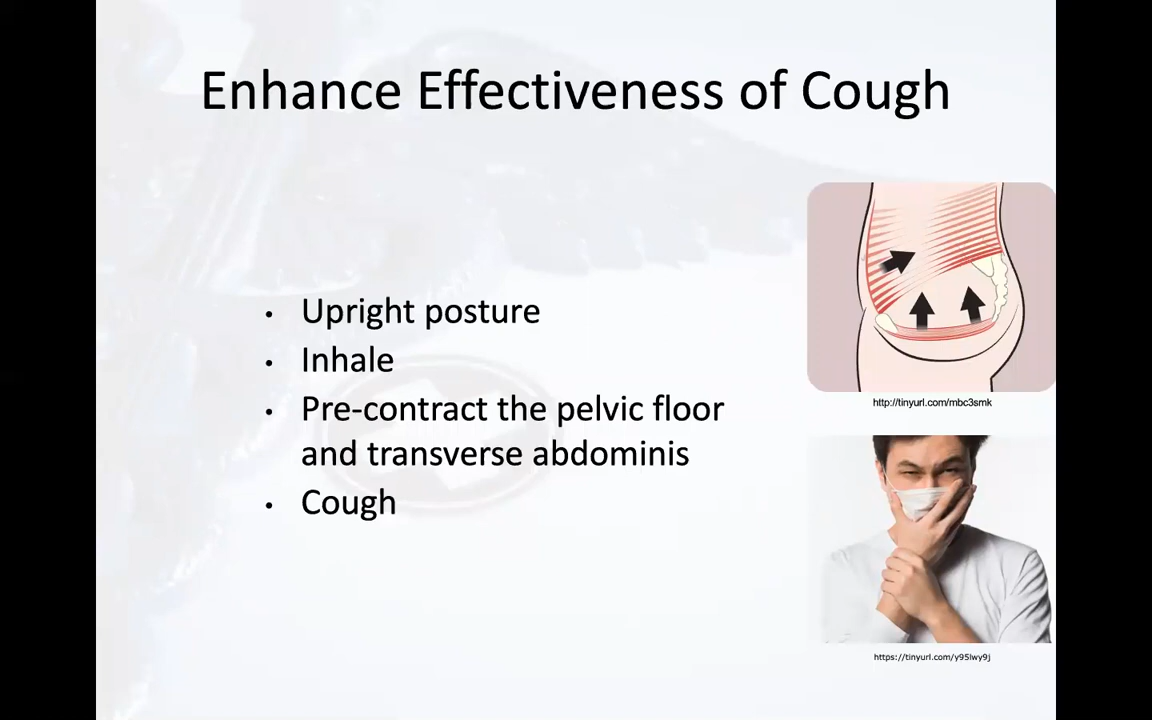 Enhance Effectiveness of Cough
• Upright posture
• Inhale
• Pre-contract the pelvic floor
and transverse abdominis
• Cough
http://tinyurl.com/mbc3smk
https://tinyurl.com/y95lwy9j